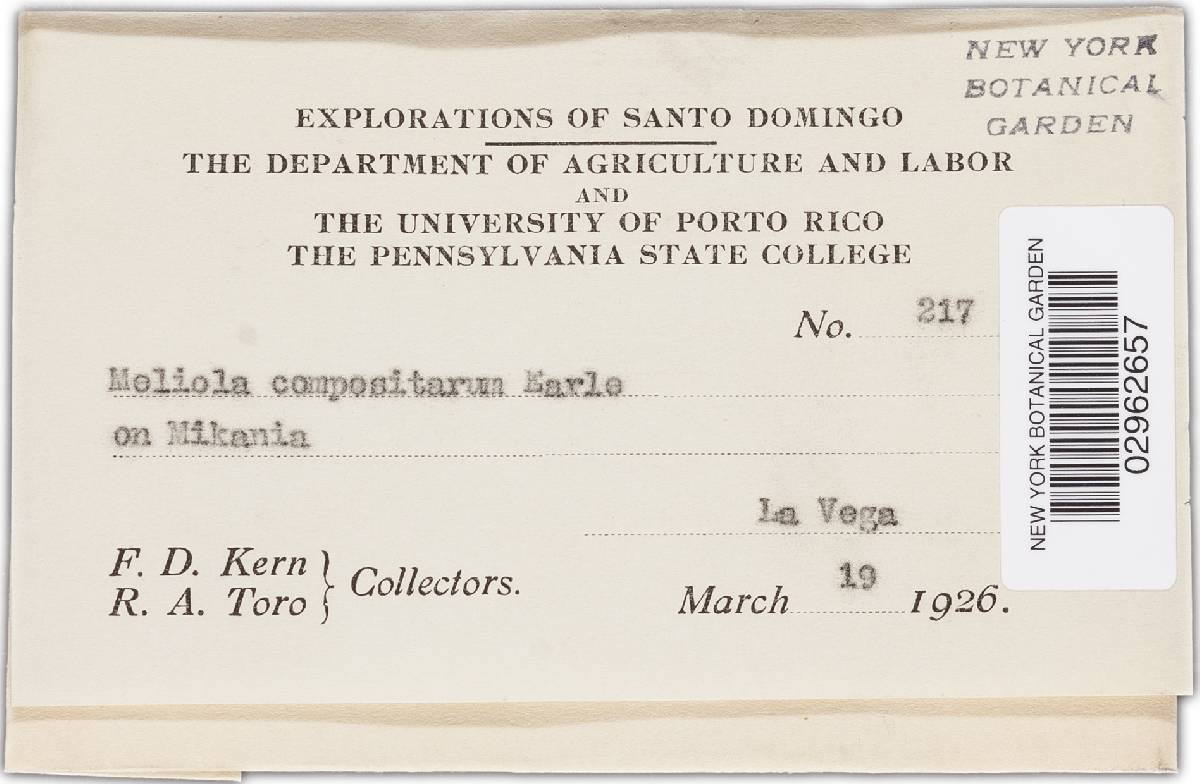 NEW YORK
BOTANICAL
GARDEN
EXPLORATIONS OF SANTO DOMINGO
THE DEPARTMENT OF AGRICULTURE AND LABOR
AND
THE UNIVERSITY OF PORTO RICO
THE PENNSYLVANIA STATE COLLEGE
No. 217
Meliola compositarum Earle
on Mikania
La Vega
F. D. Kern
R. A. Toro
} Collectors.
March 19 1926.
NEW YORK BOTANICAL GARDEN
02962657